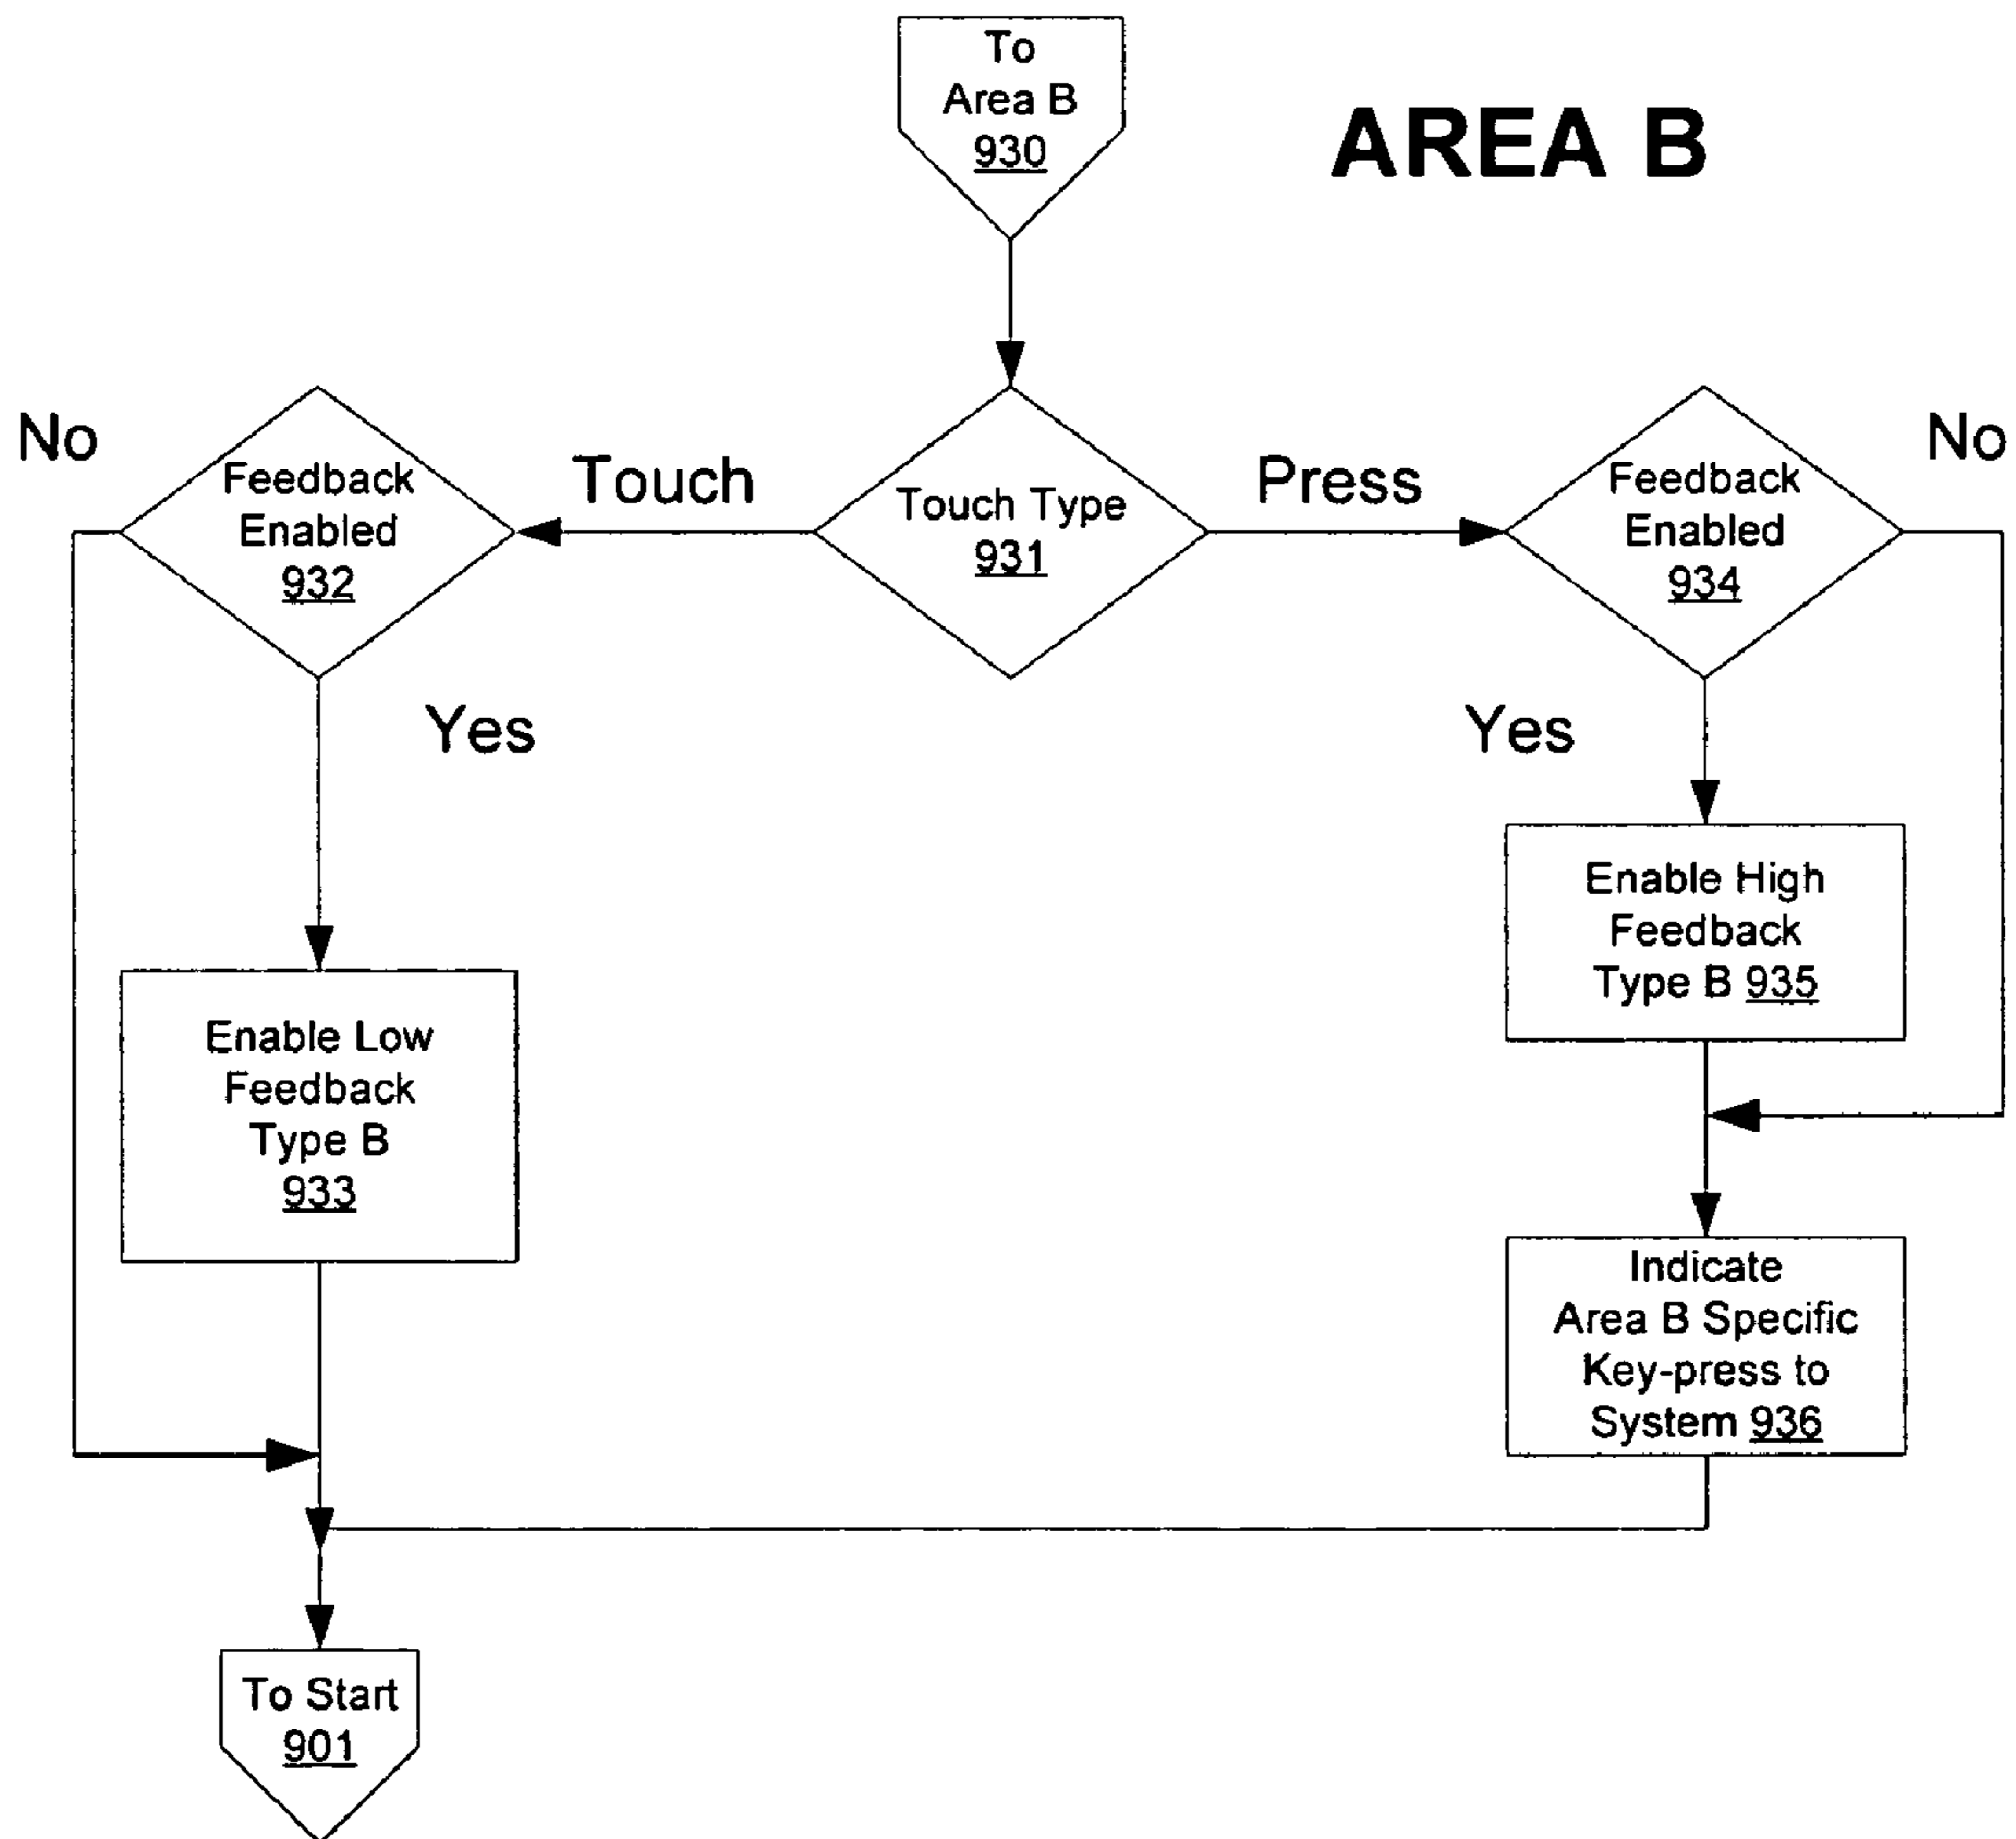 To
Area B
930
AREA B
No
Feedback
Enabled
932
Touch
Touch Type
931
Press
Feedback
Enabled
934
No
Yes
Yes
Enable High
Feedback
Type B 935
Enable Low
Feedback
Type B
933
Indicate
Area B Specific
Key-press to
System 936
To Start
901